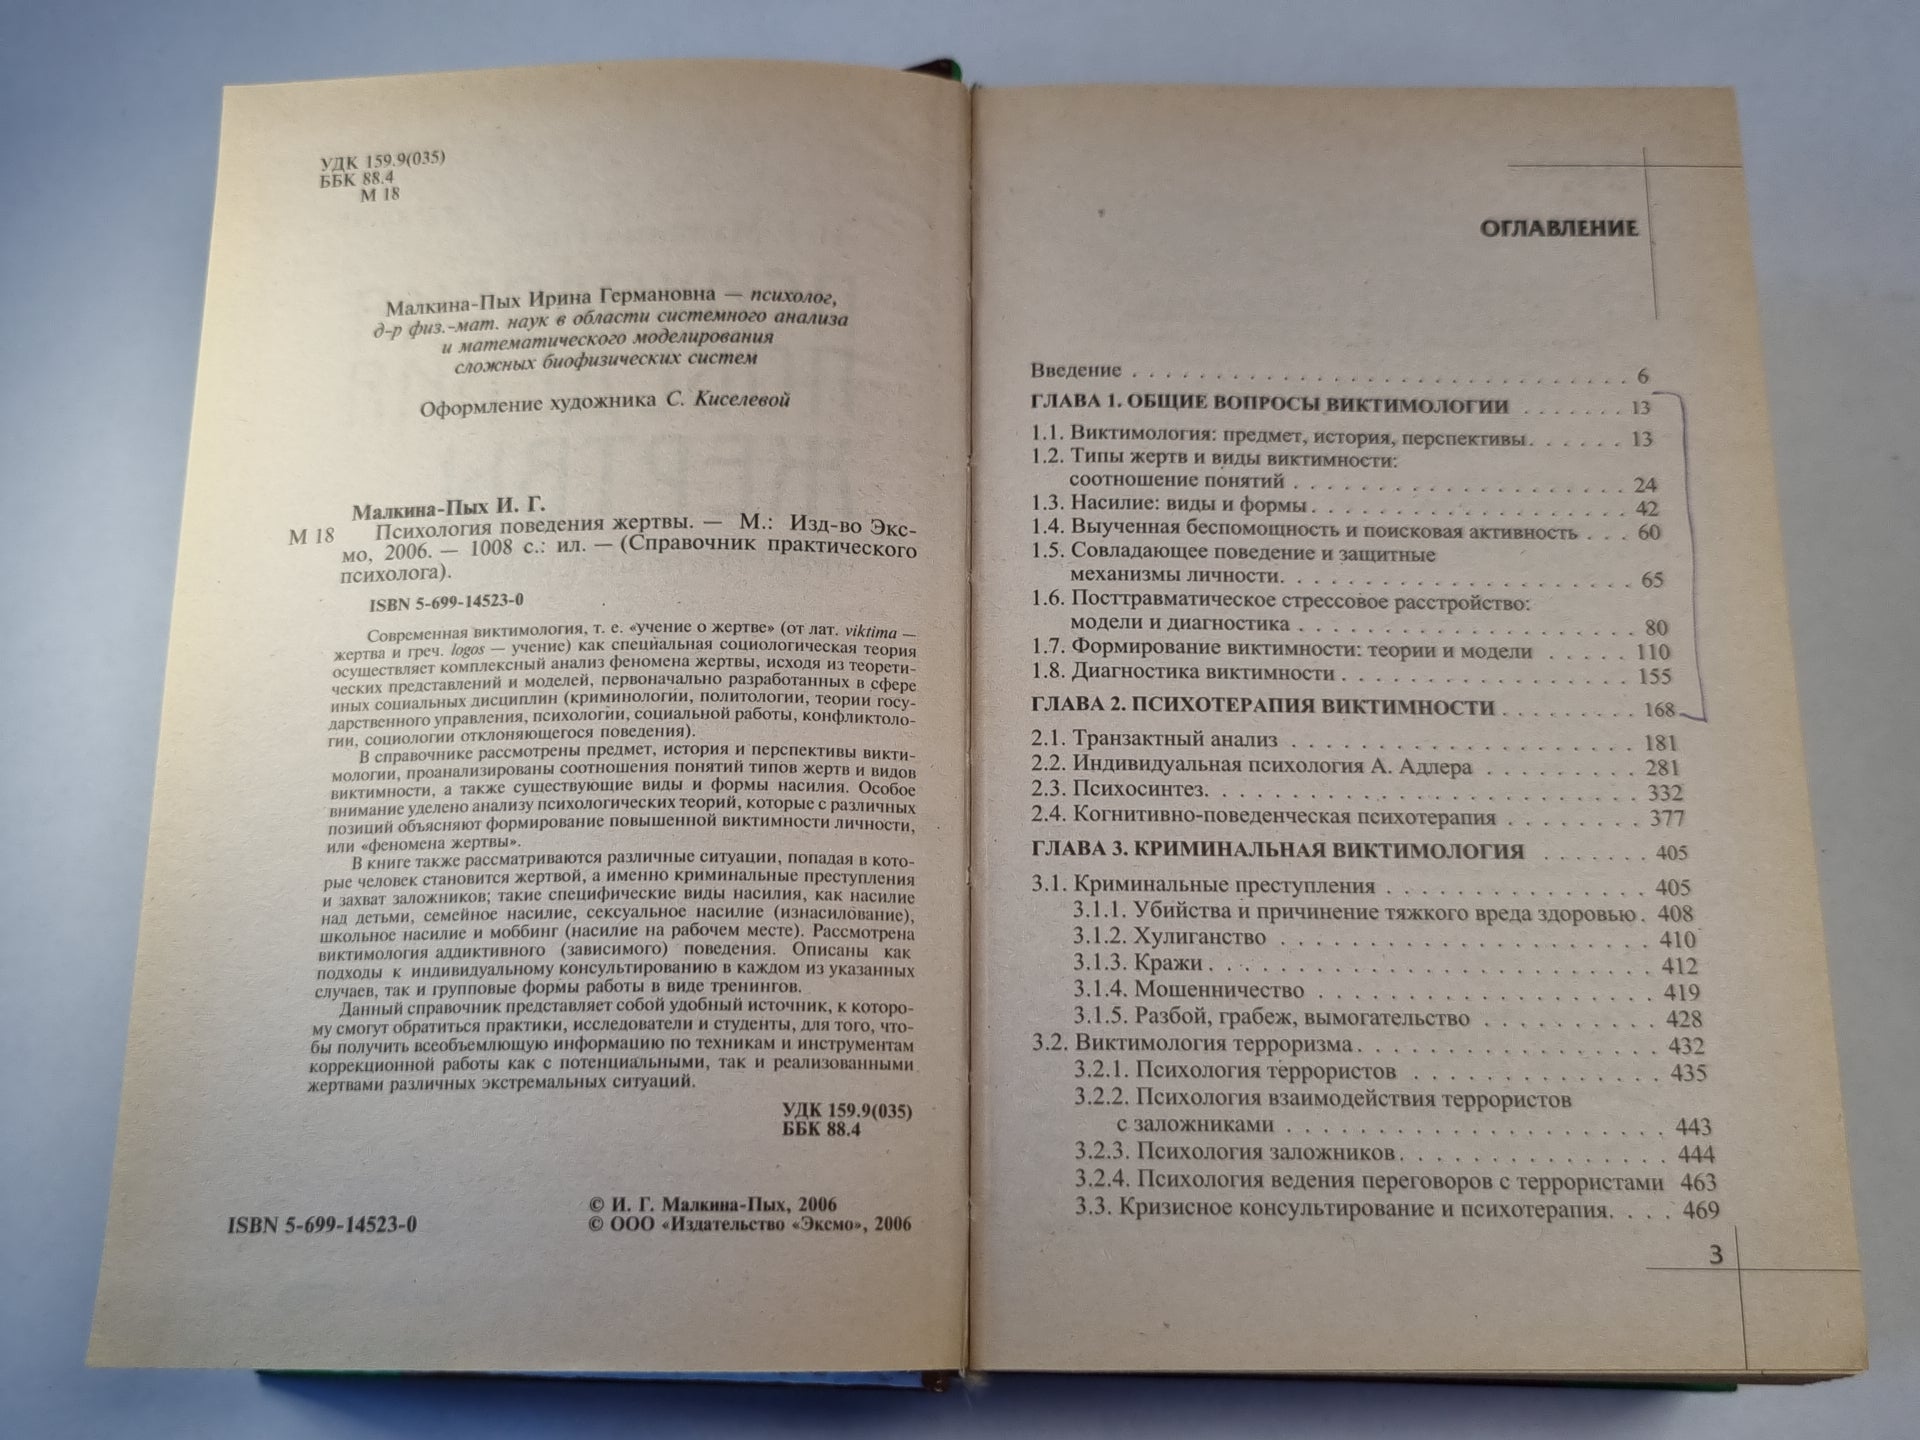 УДК 159.9(035)
ББК 88.4
М 18
Малкина-Пых Ирина Германовна — психолог,
д-р физ.-мат. наук в области системного анализа
и математического моделирования
сложных биофизических систем
Оформление художника С. Киселевой
Малкина-Пых И. Г.
М 18 Психология поведения жертвы. — М.: Изд-во Экс-
мо, 2006. — 1008 с.: ил. — (Справочник практического
психолога).
ISBN 5-699-14523-0
Современная виктимология, т. е. «учение о жертве» (от лат. viktima —
жертва и греч. logos — учение) как специальная социологическая теория
осуществляет комплексный анализ феномена жертвы, исходя из теорети-
ческих представлений и моделей, первоначально разработанных в сфере
иных социальных дисциплин (криминологии, политологии, теории госу-
дарственного управления, психологии, социальной работы, конфликтоло-
гии, социологии отклоняющегося поведения).
В справочнике рассмотрены предмет, история и перспективы викти-
мологии, проанализированы соотношения понятий типов жертв и видов
виктимности, а также существующие виды и формы насилия. Особое
внимание уделено анализу психологических теорий, которые с различных
позиций объясняют формирование повышенной виктимности личности,
или «феномена жертвы».
В книге также рассматриваются различные ситуации, попадая в кото-
рые человек становится жертвой, а именно криминальные преступления
и захват заложников; такие специфические виды насилия, как насилие
над детьми, семейное насилие, сексуальное насилие (изнасилование),
школьное насилие и моббинг (насилие на рабочем месте). Рассмотрена
виктимология аддиктивного (зависимого) поведения. Описаны как
подходы к индивидуальному консультированию в каждом из указанных
случаев, так и групповые формы работы в виде тренингов.
Данный справочник представляет собой удобный источник, к которо-
му смогут обратиться практики, исследователи и студенты, для того, что-
бы получить всеобъемлющую информацию по техникам и инструментам
коррекционной работы как с потенциальными, так и реализованными
жертвами различных экстремальных ситуаций.
УДК 159.9(035)
ББК 88.4
© И. Г. Малкина-Пых, 2006
ISBN 5-699-14523-0 © ООО «Издательство «Эксмо», 2006
ОГЛАВЛЕНИЕ
Введение . . . . . . . . . . . . . . . . . . . . . . . . . . 6
ГЛАВА 1. ОБЩИЕ ВОПРОСЫ ВИКТИМОЛОГИИ . . . . . . . 13
1.1. Виктимология: предмет, история, перспективы. . . . . . 13
1.2. Типы жертв и виды виктимности:
соотношение понятий . . . . . . . . . . . . . . . . . . 24
1.3. Насилие: виды и формы . . . . . . . . . . . . . . . . . 42
1.4. Выученная беспомощность и поисковая активность . . . 60
1.5. Совладающее поведение и защитные
механизмы личности. . . . . . . . . . . . . . . . . . . 65
1.6. Посттравматическое стрессовое расстройство:
модели и диагностика . . . . . . . . . . . . . . . . . . 80
1.7. Формирование виктимности: теории и модели . . . . . 110
1.8. Диагностика виктимности . . . . . . . . . . . . . . . . 155
ГЛАВА 2. ПСИХОТЕРАПИЯ ВИКТИМНОСТИ . . . . . . . . 168
2.1. Транзактный анализ . . . . . . . . . . . . . . . . . . 181
2.2. Индивидуальная психология А. Адлера . . . . . . . . . 281
2.3. Психосинтез. . . . . . . . . . . . . . . . . . . . . . . 332
2.4. Когнитивно-поведенческая психотерапия . . . . . . . . 377
ГЛАВА 3. КРИМИНАЛЬНАЯ ВИКТИМОЛОГИЯ . . . . . . . 405
3.1. Криминальные преступления . . . . . . . . . . . . . . 405
3.1.1. Убийства и причинение тяжкого вреда здоровью. . 408
3.1.2. Хулиганство . . . . . . . . . . . . . . . . . . . . 410
3.1.3. Кражи . . . . . . . . . . . . . . . . . . . . . . . 412
3.1.4. Мошенничество . . . . . . . . . . . . . . . . . . 419
3.1.5. Разбой, грабеж, вымогательство . . . . . . . . . . 428
3.2. Виктимология терроризма. . . . . . . . . . . . . . . . 432
3.2.1. Психология террористов . . . . . . . . . . . . . . 435
3.2.2. Психология взаимодействия террористов
с заложниками . . . . . . . . . . . . . . . . . . . 443
3.2.3. Психология заложников. . . . . . . . . . . . . . . 444
3.2.4. Психология ведения переговоров с террористами 463
3.3. Кризисное консультирование и психотерапия. . . . 469
3